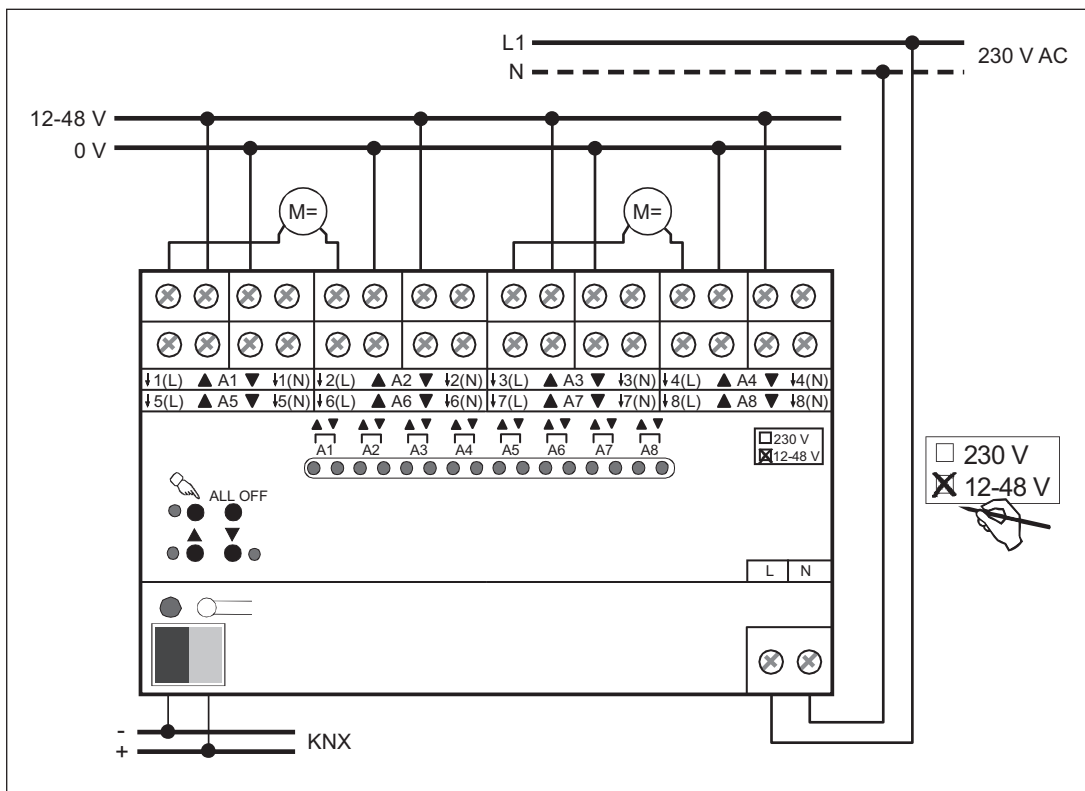 L1
230 V AC
N
12-48 V
0 V
M=
M=
↓1(L) ▲ A1 ▼ ↓1(N) ↓2(L) ▲ A2 ▼ ↓2(N) ↓3(L) ▲ A3 ▼ ↓3(N) ↓4(L) ▲ A4 ▼ ↓4(N)
↓5(L) ▲ A5 ▼ ↓5(N) ↓6(L) ▲ A6 ▼ ↓6(N) ↓7(L) ▲ A7 ▼ ↓7(N) ↓8(L) ▲ A8 ▼ ↓8(N)
A1 A2 A3 A4 A5 A6 A7 A8
230 V
12-48 V
230 V
12-48 V
ALL OFF
L N
-
+
KNX